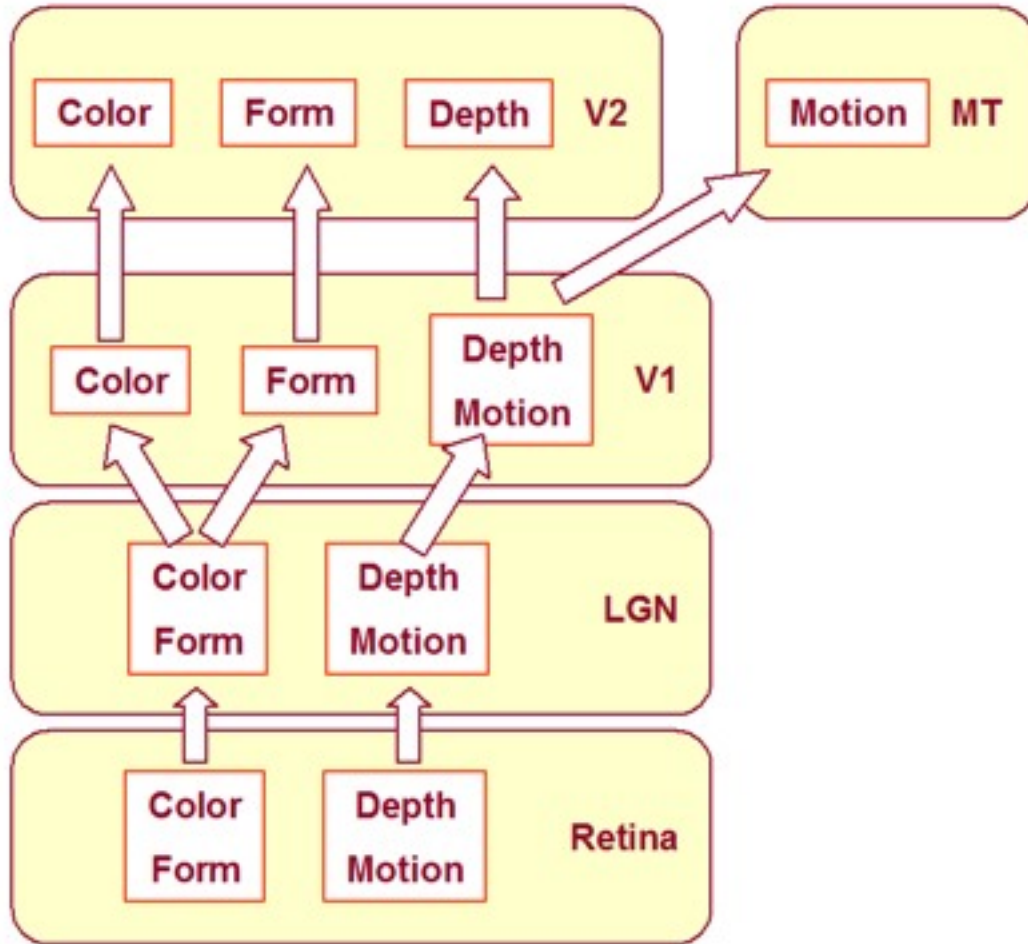 Color Form Depth V2 Motion MT
Color Form Depth
Motion V1
Color
Form Depth
Motion LGN
Color
Form Depth
Motion Retina